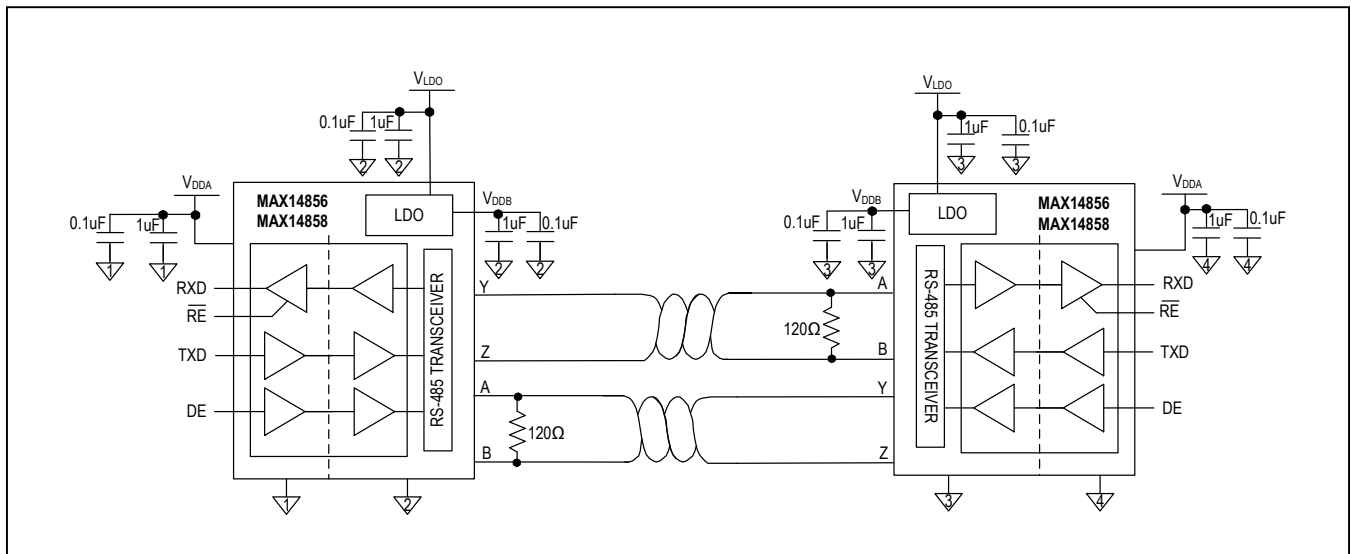 VLDO
0.1uF 1uF
2 2
VDDA
0.1uF 1uF
1 1
MAX14856
MAX14858
LDO
VDDB
1uF 0.1uF
2 2
RXD
RE
TXD
DE
RS-485 TRANSCEIVER
Y
Z
A
B
120Ω
1 2
VLDO
1uF 0.1uF
3 3
VDDB
0.1uF 1uF
3 3
LDO
MAX14856
MAX14858
VDDA
1uF 0.1uF
4 4
A
B
Y
Z
120Ω
RS-485 TRANSCEIVER
RXD
RE
TXD
DE
3 4